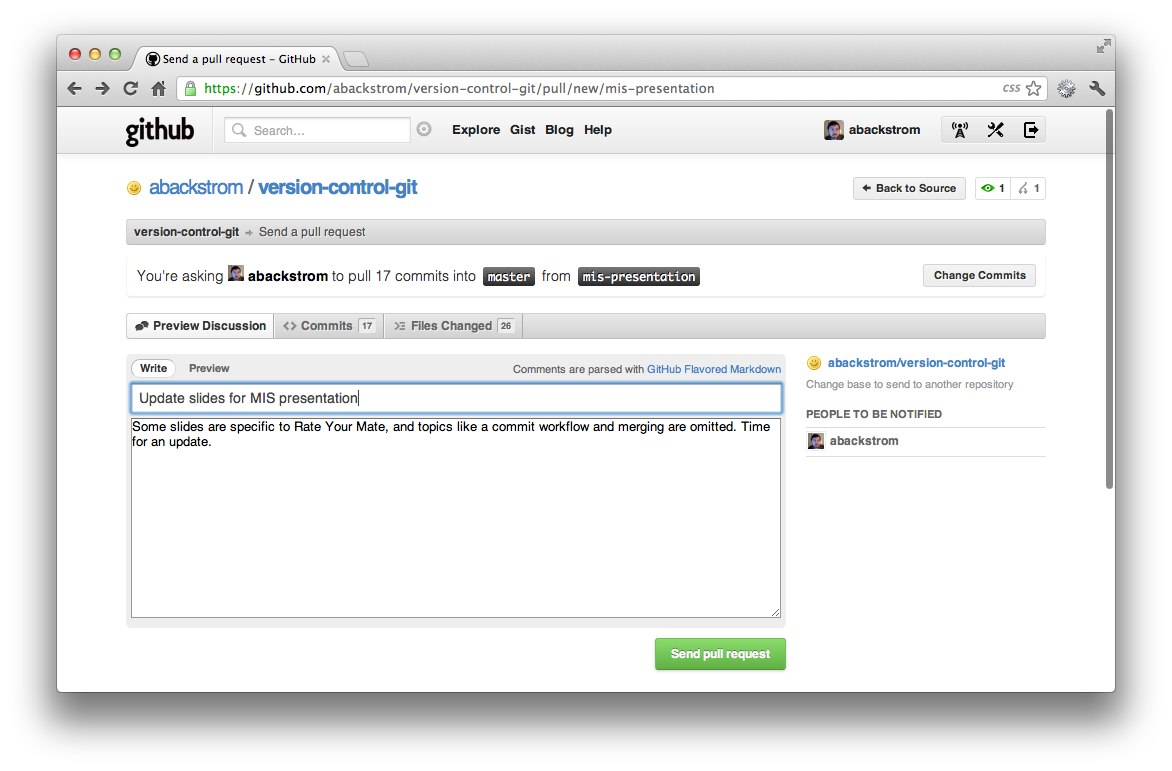 Send a pull request – GitHub
https://github.com/abackstrom/version-control-git/pull/new/mis-presentation
CSS
github
Search...
Explore Gist Blog Help
abackstrom
abackstrom / version-control-git
Back to Source
1
1
version-control-git Send a pull request
You're asking abackstrom to pull 17 commits into master from mis-presentation
Change Commits
Preview Discussion
Commits 17
Files Changed 26
Write Preview
Comments are parsed with GitHub Flavored Markdown
Update slides for MIS presentation
Some slides are specific to Rate Your Mate, and topics like a commit workflow and merging are omitted. Time
for an update.
Send pull request
abackstrom/version-control-git
Change base to send to another repository
PEOPLE TO BE NOTIFIED
abackstrom